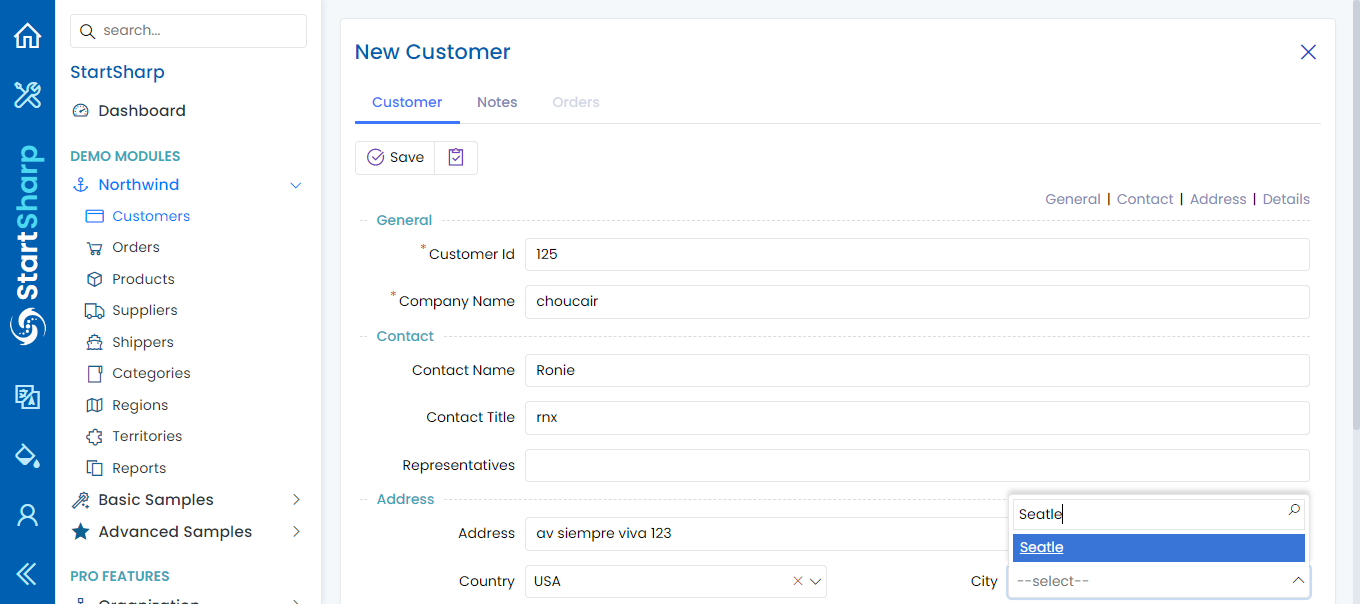 search...
StartSharp
Dashboard
DEMO MODULES
Northwind
Customers
Orders
Products
Suppliers
Shippers
Categories
Regions
Territories
Reports
Basic Samples
Advanced Samples
PRO FEATURES
Organization
StartSharp
New Customer
Customer Notes Orders
Save
General | Contact | Address | Details
General
* Customer Id 125
* Company Name choucair
Contact
Contact Name Ronie
Contact Title rnx
Representatives
Address
Address av siempre viva 123
Seatle
Seatle
Country USA City --select--